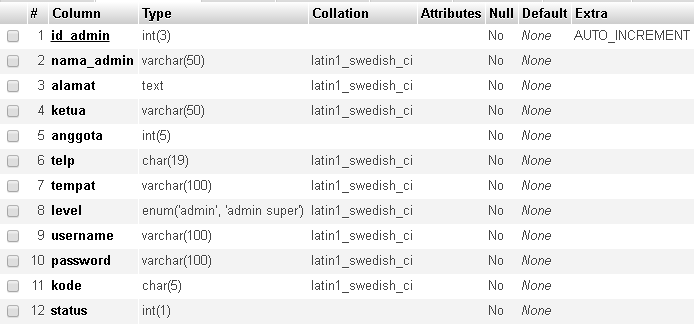 # Column Type Collation Attributes Null Default Extra
1 id_admin int(3) No None AUTO_INCREMENT
2 nama_admin varchar(50) latin1_swedish_ci No None
3 alamat text latin1_swedish_ci No None
4 ketua varchar(50) latin1_swedish_ci No None
5 anggota int(5) No None
6 telp char(19) latin1_swedish_ci No None
7 tempat varchar(100) latin1_swedish_ci No None
8 level enum('admin', 'admin super') latin1_swedish_ci No None
9 username varchar(100) latin1_swedish_ci No None
10 password varchar(100) latin1_swedish_ci No None
11 kode char(5) latin1_swedish_ci No None
12 status int(1) No None